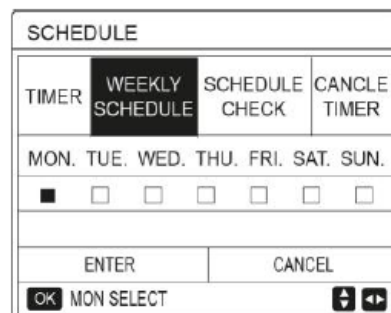 SCHEDULE
TIMER WEEKLY SCHEDULE SCHEDULE CHECK CANCLE TIMER
MON. TUE. WED. THU. FRI. SAT. SUN.
ENTER CANCEL
OK MON SELECT